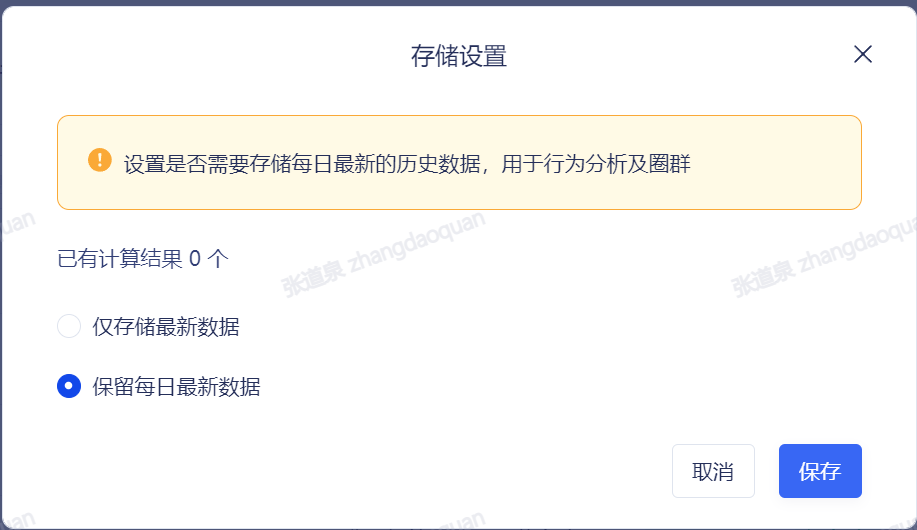 存储设置
设置是否需要存储每日最新的历史数据，用于行为分析及圈群
uan
张道泉 zhangdaoquan
张道泉 zhangdaoqua
已有计算结果 0 个
仅存储最新数据
保留每日最新数据
取消
保存
uan